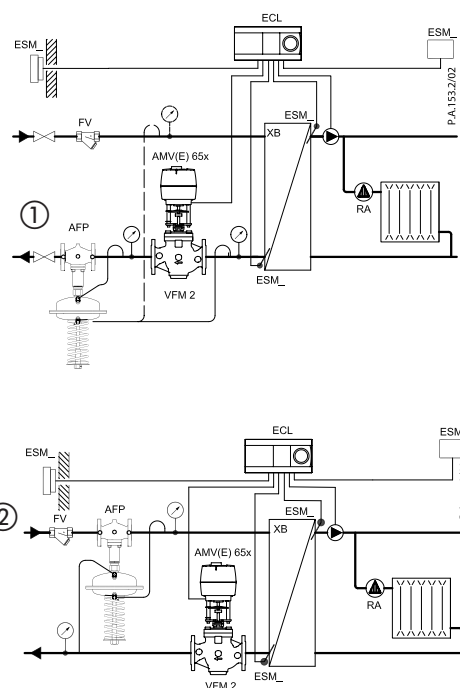 ECL
ESM_
ESM_
P.A.153.2/02
FV
ESM_
XB
AMV(E) 65x
RA
①
AFP
VFM 2
ESM_
ECL
ESM_
ESM
②
FV
AFP
ESM_
XB
AMV(E) 65x
RA
VFM 2
ESM_